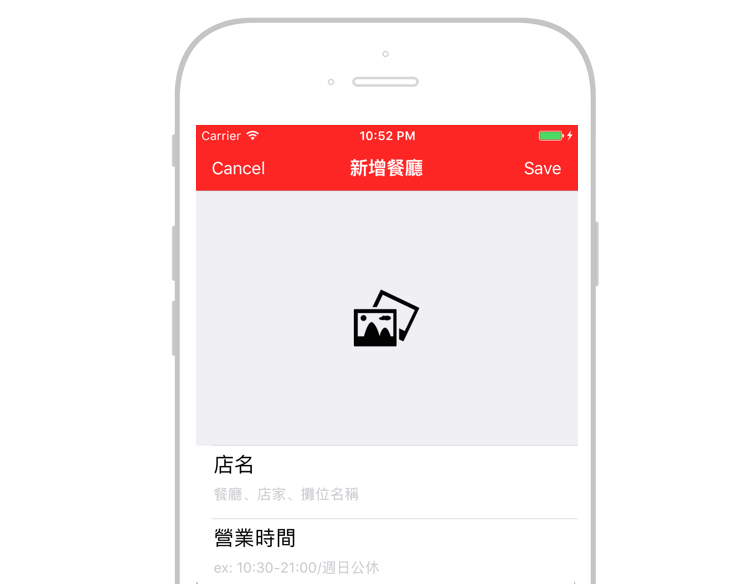 Carrier 10:52 PM
Cancel 新增餐廳 Save
店名
餐廳、店家、攤位名稱
營業時間
ex: 10:30-21:00/週日公休